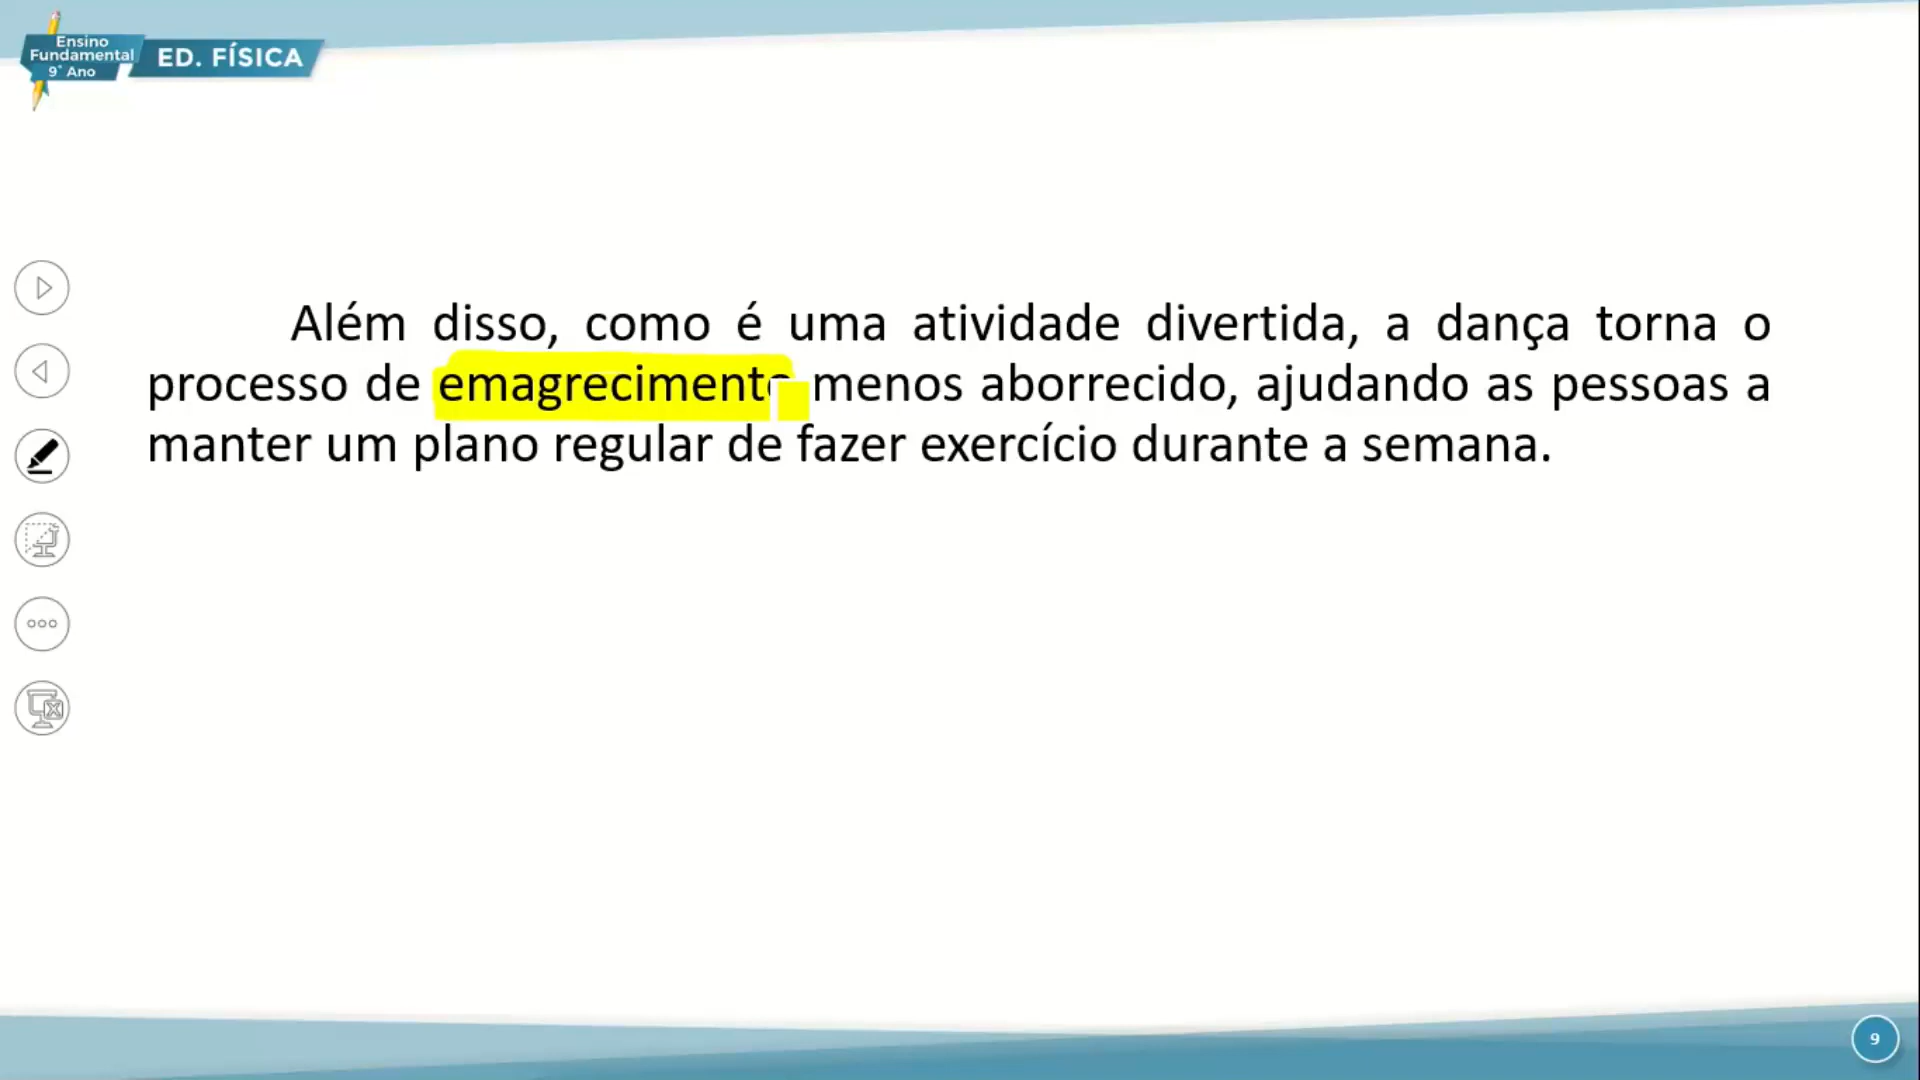 Ensino
Fundamental
9° Ano
ED. FÍSICA
Além disso, como é uma atividade divertida, a dança torna o
processo de emagrecimento menos aborrecido, ajudando as pessoas a
manter um plano regular de fazer exercício durante a semana.
9